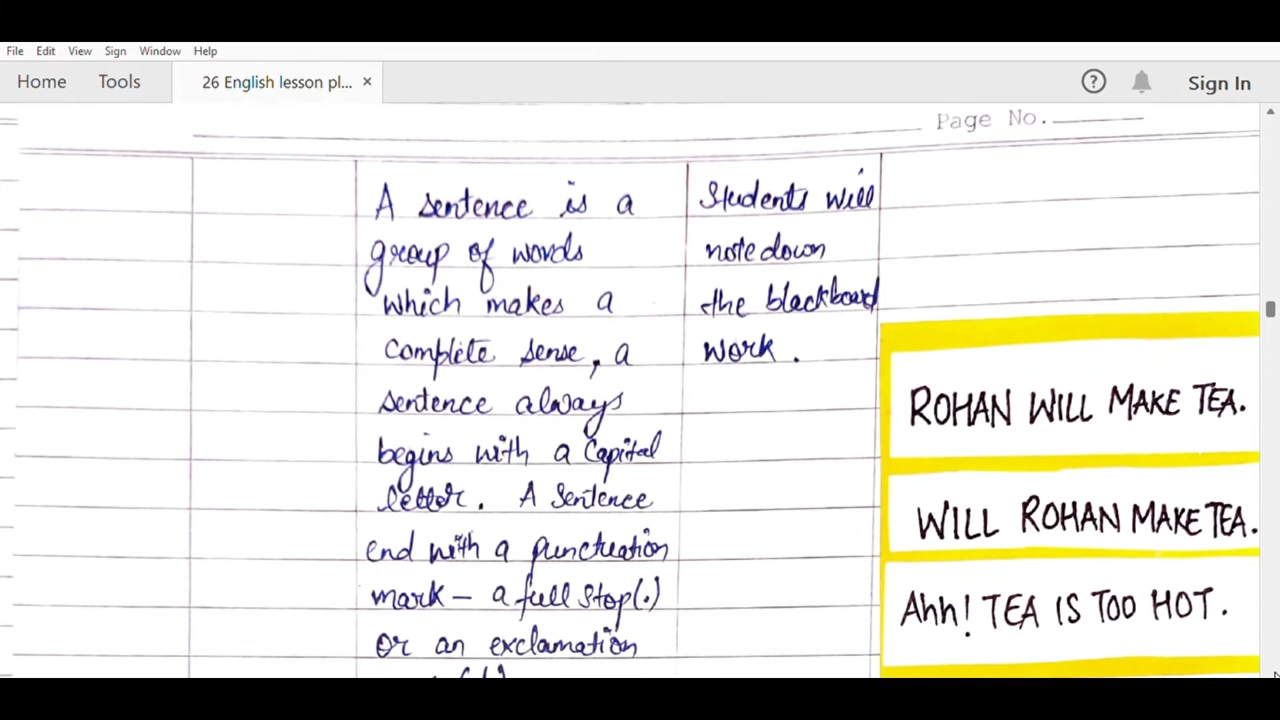 File Edit View Sign Window Help
Home Tools 26 English lesson pl... × ? Sign In
Page No.
A sentence is a
group of words
which makes a
complete sense, a
sentence always
begins with a capital
letter. A sentence
end with a punctuation
mark – a full stop(.)
or an exclamation
Students will
note down
the blackboard
work.
ROHAN WILL MAKE TEA.
WILL ROHAN MAKE TEA.
Ahh! TEA IS TOO HOT.